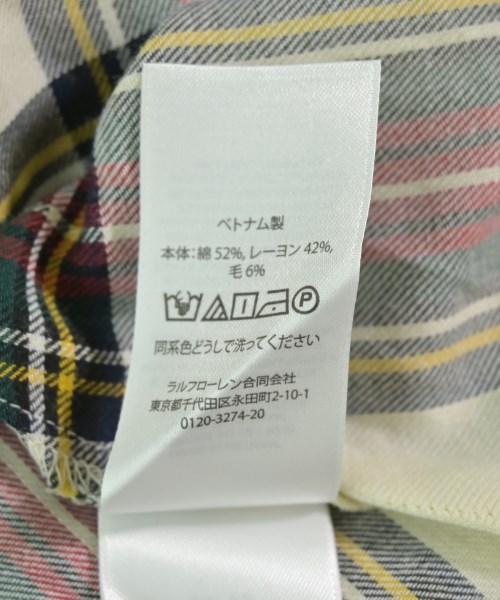 ベトナム製
本体：綿 52%, レーヨン 42%,
毛 6%
P
同系色どうしで洗ってください
ラルフローレン合同会社
東京都千代田区永田町2-10-1
0120-3274-20